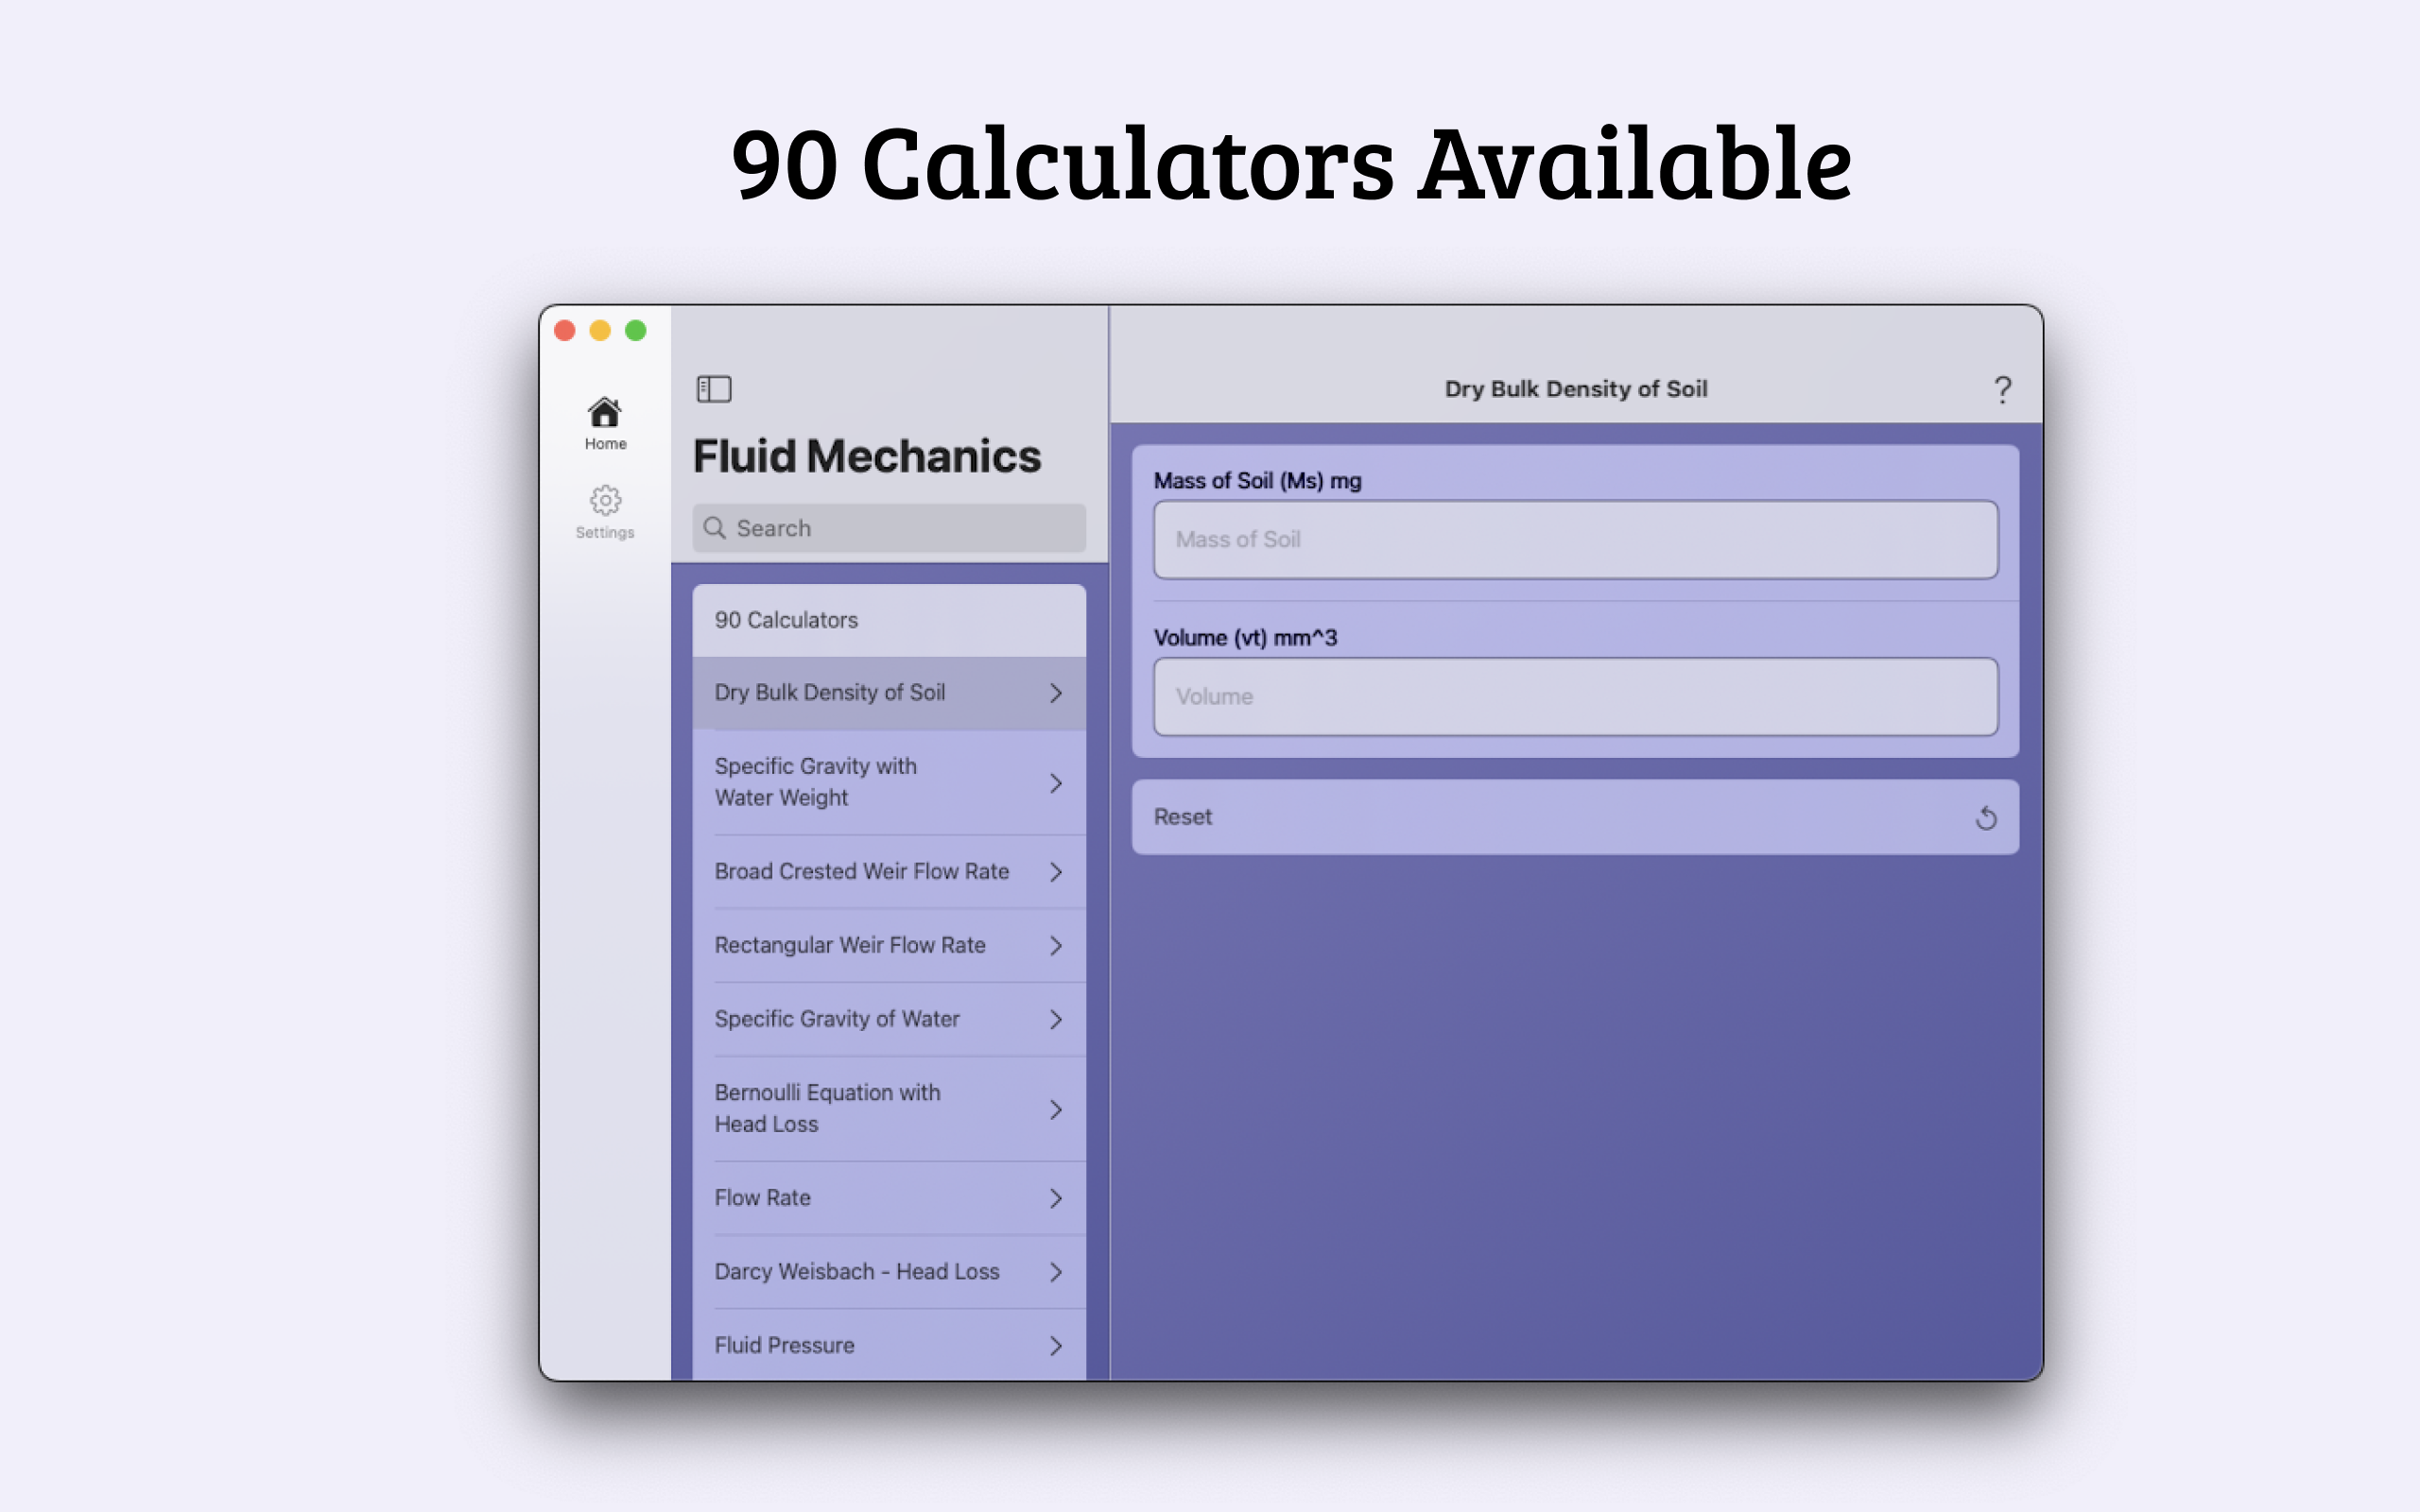 90 Calculators Available
Home
Settings
Fluid Mechanics
Search
90 Calculators
Dry Bulk Density of Soil
Specific Gravity with
Water Weight
Broad Crested Weir Flow Rate
Rectangular Weir Flow Rate
Specific Gravity of Water
Bernoulli Equation with
Head Loss
Flow Rate
Darcy Weisbach - Head Loss
Fluid Pressure
Dry Bulk Density of Soil
?
Mass of Soil (Ms) mg
Mass of Soil
Volume (vt) mm^3
Volume
Reset